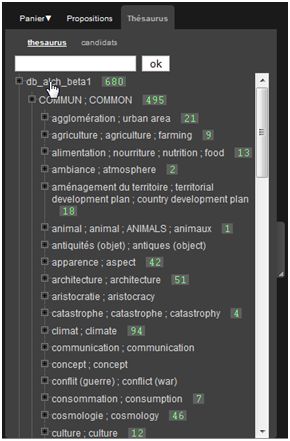 Panier▼ Propositions Thésaurus
thesaurus candidats
ok
db_alch_beta1 680
COMMUN ; COMMON 495
agglomération ; urban area 21
agriculture ; agriculture ; farming 9
alimentation ; nourriture ; nutrition ; food 13
ambiance ; atmosphere 2
aménagement du territoire ; territorial
development plan ; country development plan
18
animal ; animal ; ANIMALS ; animaux 1
antiquités (objet) ; antiques (object)
apparence ; aspect 42
architecture ; architecture 51
aristocratie ; aristocracy
catastrophe ; catastrophe ; catastrophy 4
climat ; climate 94
communication ; communication
concept ; concept
conflit (guerre) ; conflict (war)
consommation ; consumption 7
cosmologie ; cosmology 46
culture ; culture 12